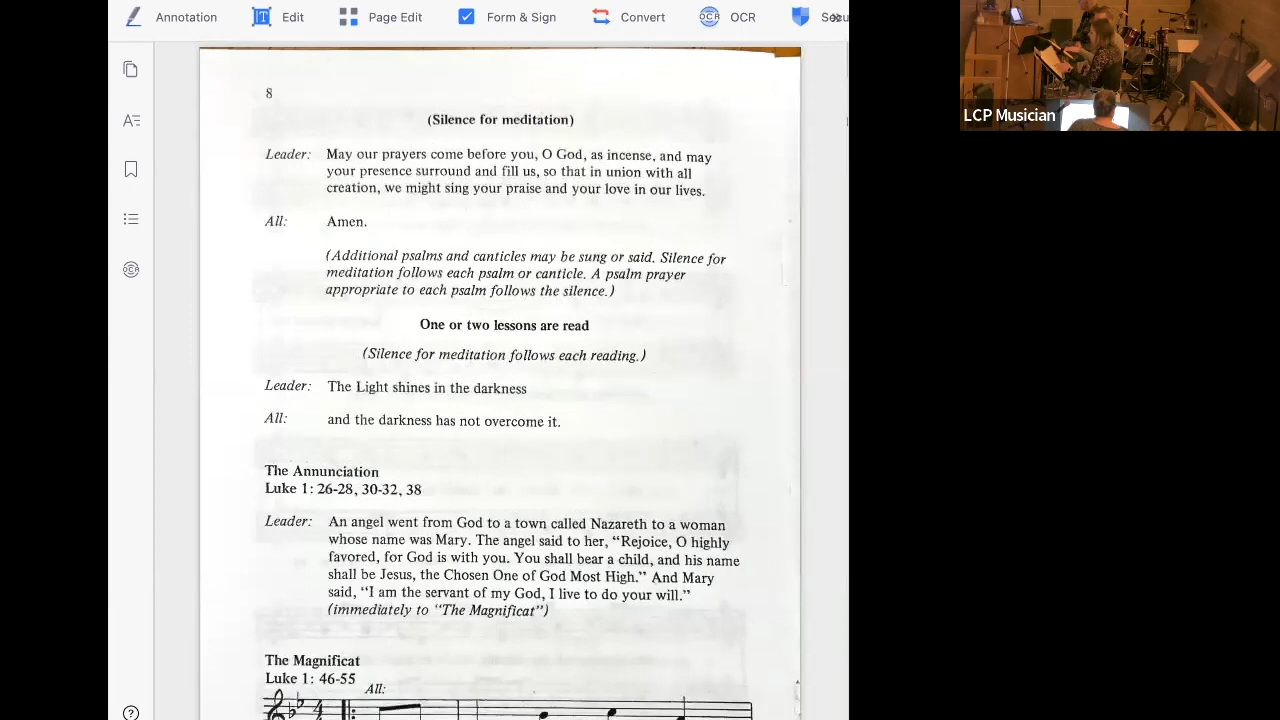 Annotation
Edit
Page Edit
Form & Sign
Convert
OCR
OCR
LCP Musician
8
(Silence for meditation)
Leader: May our prayers come before you, O God, as incense, and may
your presence surround and fill us, so that in union with all
creation, we might sing your praise and your love in our lives.
All: Amen.
(Additional psalms and canticles may be sung or said. Silence for
meditation follows each psalm or canticle. A psalm prayer
appropriate to each psalm follows the silence.)
One or two lessons are read
(Silence for meditation follows each reading.)
Leader: The Light shines in the darkness
All: and the darkness has not overcome it.
The Annunciation
Luke 1: 26-28, 30-32, 38
Leader: An angel went from God to a town called Nazareth to a woman
whose name was Mary. The angel said to her, “Rejoice, O highly
favored, for God is with you. You shall bear a child, and his name
shall be Jesus, the Chosen One of God Most High.” And Mary
said, “I am the servant of my God, I live to do your will.”
(immediately to “The Magnificat”)
The Magnificat
Luke 1: 46-55
All: